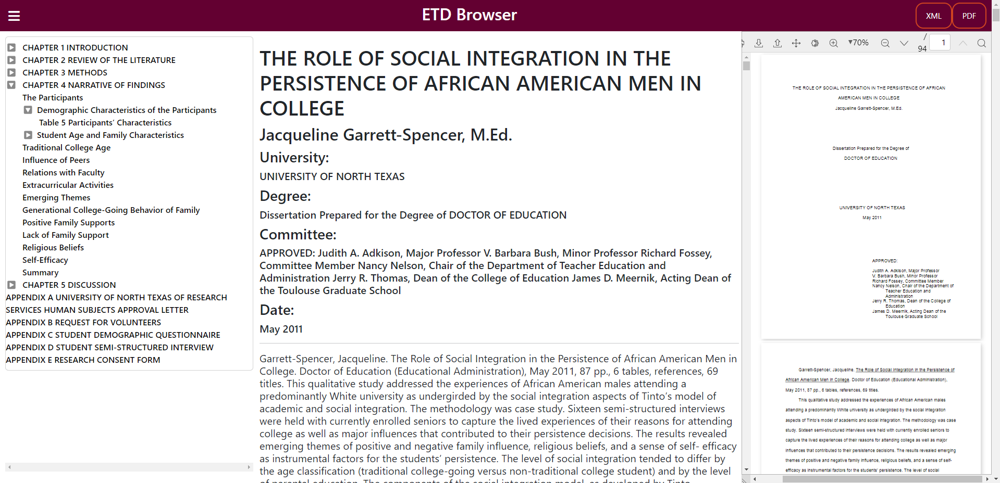 ETD Browser
XML
PDF
CHAPTER 1 INTRODUCTION
CHAPTER 2 REVIEW OF THE LITERATURE
CHAPTER 3 METHODS
CHAPTER 4 NARRATIVE OF FINDINGS
The Participants
Demographic Characteristics of the Participants
Table 5 Participants’ Characteristics
Student Age and Family Characteristics
Traditional College Age
Influence of Peers
Relations with Faculty
Extracurricular Activities
Emerging Themes
Generational College-Going Behavior of Family
Positive Family Supports
Lack of Family Support
Religious Beliefs
Self-Efficacy
Summary
CHAPTER 5 DISCUSSION
APPENDIX A UNIVERSITY OF NORTH TEXAS OF RESEARCH
SERVICES HUMAN SUBJECTS APPROVAL LETTER
APPENDIX B REQUEST FOR VOLUNTEERS
APPENDIX C STUDENT DEMOGRAPHIC QUESTIONNAIRE
APPENDIX D STUDENT SEMI-STRUCTURED INTERVIEW
APPENDIX E RESEARCH CONSENT FORM
THE ROLE OF SOCIAL INTEGRATION IN THE
PERSISTENCE OF AFRICAN AMERICAN MEN IN
COLLEGE
Jacqueline Garrett-Spencer, M.Ed.
University:
UNIVERSITY OF NORTH TEXAS
Degree:
Dissertation Prepared for the Degree of DOCTOR OF EDUCATION
Committee:
APPROVED: Judith A. Adkison, Major Professor V. Barbara Bush, Minor Professor Richard Fossey,
Committee Member Nancy Nelson, Chair of the Department of Teacher Education and
Administration Jerry R. Thomas, Dean of the College of Education James D. Meernik, Acting Dean of
the Toulouse Graduate School
Date:
May 2011
Garrett-Spencer, Jacqueline. The Role of Social Integration in the Persistence of African American Men in
College. Doctor of Education (Educational Administration), May 2011, 87 pp., 6 tables, references, 69
titles. This qualitative study addressed the experiences of African American males attending a
predominantly White university as undergirded by the social integration aspects of Tinto’s model of
academic and social integration. The methodology was case study. Sixteen semi-structured interviews
were held with currently enrolled seniors to capture the lived experiences of their reasons for attending
college as well as major influences that contributed to their persistence decisions. The results revealed
emerging themes of positive and negative family influence, religious beliefs, and a sense of self- efficacy
as instrumental factors for the students’ persistence. The level of social integration tended to differ by
the age classification (traditional college-going versus non-traditional college student) and by the level
of parental education. The components of the social integration model, as developed by Tinto,
70%
/
94
1
THE ROLE OF SOCIAL INTEGRATION IN THE PERSISTENCE OF AFRICAN
AMERICAN MEN IN COLLEGE
Jacqueline Garrett-Spencer, M.Ed.
Dissertation Prepared for the Degree of
DOCTOR OF EDUCATION
UNIVERSITY OF NORTH TEXAS
May 2011
APPROVED:
Judith A. Adkison, Major Professor
V. Barbara Bush, Minor Professor
Richard Fossey, Committee Member
Nancy Nelson, Chair of the Department of
Teacher Education and
Administration
Jerry R. Thomas, Dean of the College of
Education
James D. Meernik, Acting Dean of the
Toulouse Graduate School
Garrett-Spencer, Jacqueline. The Role of Social Integration in the Persistence of
African American Men in College. Doctor of Education (Educational Administration),
May 2011, 87 pp., 6 tables, references, 69 titles.
This qualitative study addressed the experiences of African American males
attending a predominantly White university as undergirded by the social integration
aspects of Tinto’s model of academic and social integration. The methodology was case
study. Sixteen semi-structured interviews were held with currently enrolled seniors to
capture the lived experiences of their reasons for attending college as well as major
influences that contributed to their persistence decisions. The results revealed emerging
themes of positive and negative family influence, religious beliefs, and a sense of self-
efficacy as instrumental factors for the students’ persistence. The level of social